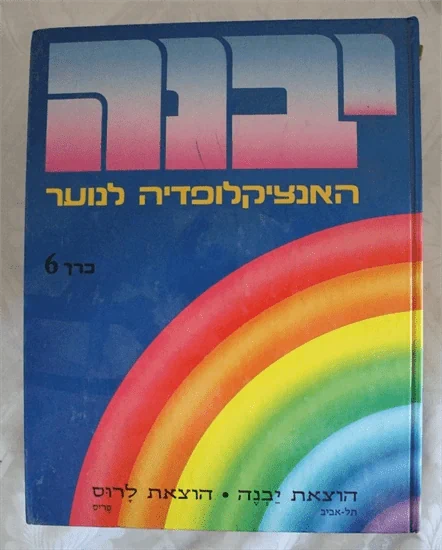 יבנה
האנציקלופדיה לנוער
כרך 6
הוצאת יַבְנֶה • הוצאת לָרוּס
תל-אביב פריס